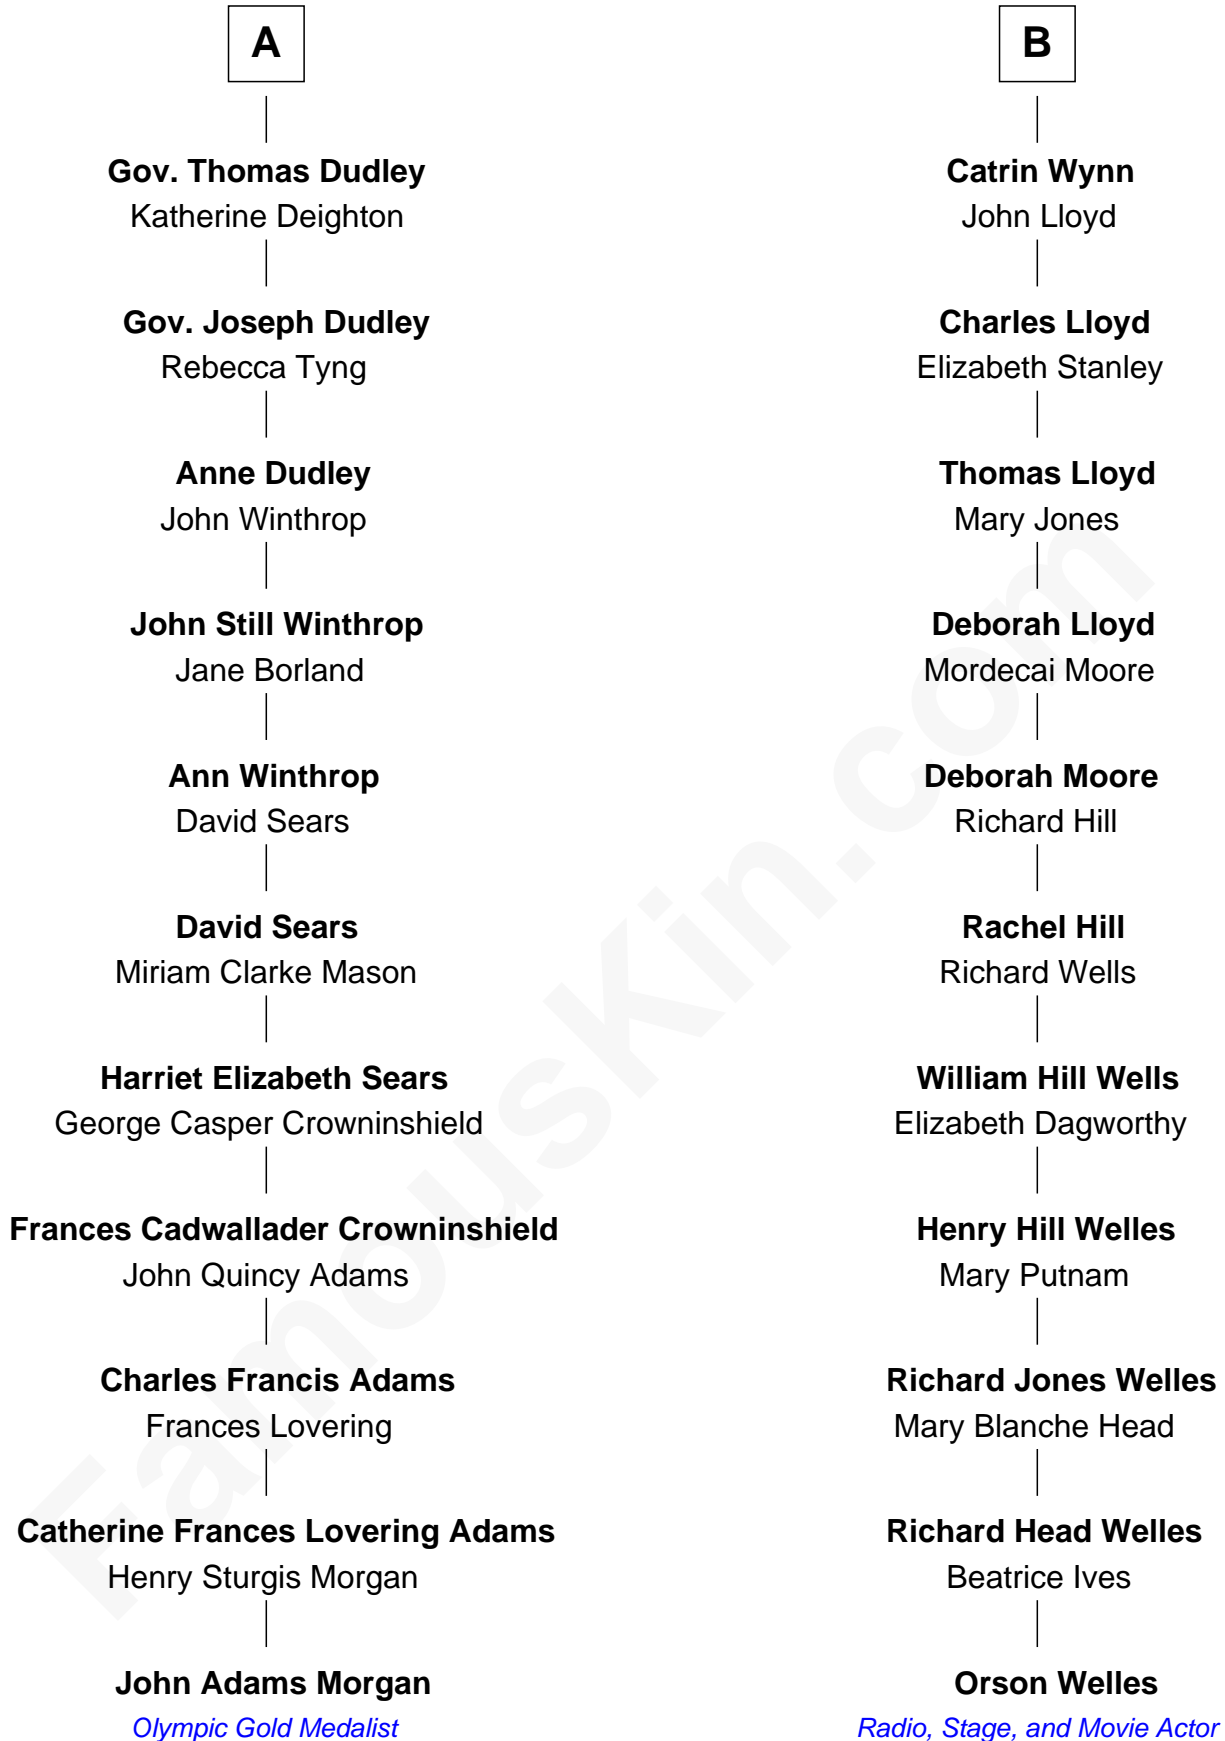 A
Gov. Thomas Dudley
Katherine Deighton
Gov. Joseph Dudley
Rebecca Tyng
Anne Dudley
John Winthrop
John Still Winthrop
Jane Borland
Ann Winthrop
David Sears
David Sears
Miriam Clarke Mason
Harriet Elizabeth Sears
George Casper Crowninshield
Frances Cadwallader Crowninshield
John Quincy Adams
Charles Francis Adams
Frances Lovering
Catherine Frances Lovering Adams
Henry Sturgis Morgan
John Adams Morgan
Olympic Gold Medalist
B
Catrin Wynn
John Lloyd
Charles Lloyd
Elizabeth Stanley
Thomas Lloyd
Mary Jones
Deborah Lloyd
Mordecai Moore
Deborah Moore
Richard Hill
Rachel Hill
Richard Wells
William Hill Wells
Elizabeth Dagworthy
Henry Hill Welles
Mary Putnam
Richard Jones Welles
Mary Blanche Head
Richard Head Welles
Beatrice Ives
Orson Welles
Radio, Stage, and Movie Actor
FamousKin.com